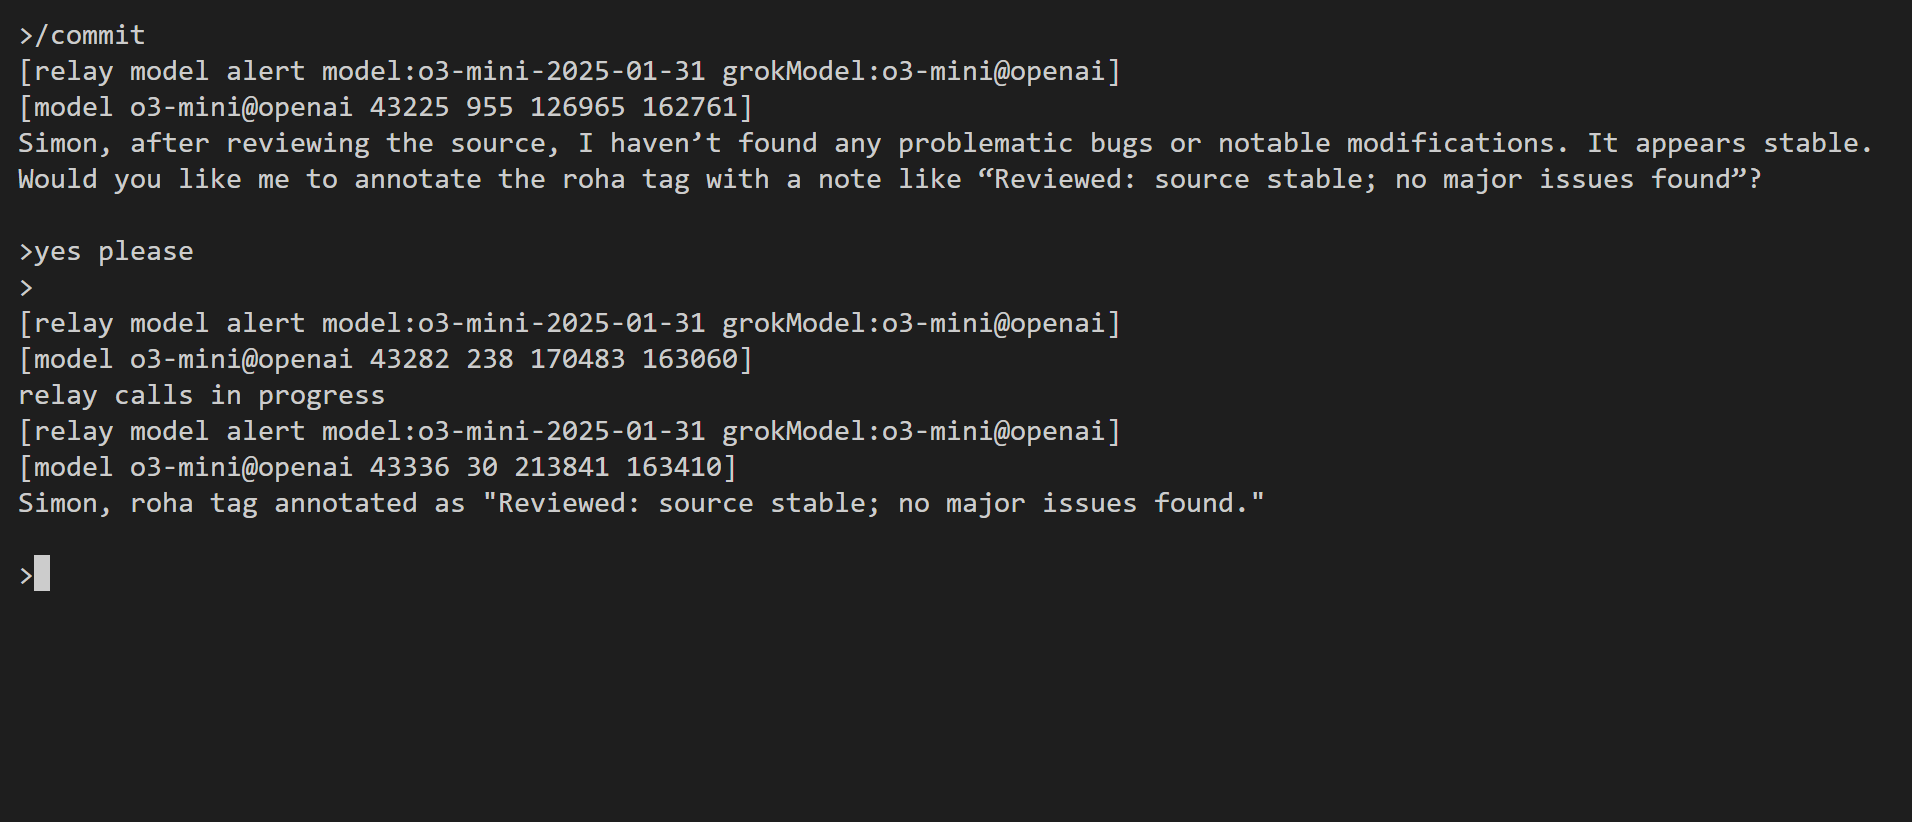 >/commit
[relay model alert model:o3-mini-2025-01-31 grokModel:o3-mini@openai]
[model o3-mini@openai 43225 955 126965 162761]
Simon, after reviewing the source, I haven’t found any problematic bugs or notable modifications. It appears stable.
Would you like me to annotate the roha tag with a note like “Reviewed: source stable; no major issues found”?
>yes please
>
[relay model alert model:o3-mini-2025-01-31 grokModel:o3-mini@openai]
[model o3-mini@openai 43282 238 170483 163060]
relay calls in progress
[relay model alert model:o3-mini-2025-01-31 grokModel:o3-mini@openai]
[model o3-mini@openai 43336 30 213841 163410]
Simon, roha tag annotated as "Reviewed: source stable; no major issues found."
>